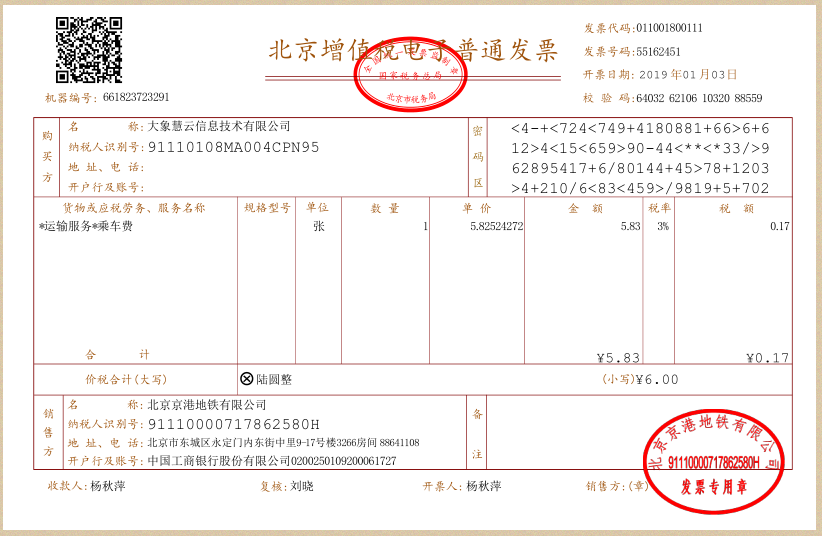 北京增值税电子普通发票
全国统一发票监制章
国家税务总局
北京市税务局
发票代码:011001800111
发票号码:55162451
开票日期: 2019年01月03日
机器编号: 661823723291
校 验 码:64032 62106 10320 88559
购买方
名 称:大象慧云信息技术有限公司
纳税人识别号:91110108MA004CPN95
地 址、电 话:
开户行及账号:
密码区
<4-+<724<749+4180881+66>6+6
12>4<15<659>90-44<**<*33/>9
62895417+6/80144+45>78+1203
>4+210/6<83<459>/9819+5+702
货物或应税劳务、服务名称 规格型号 单位 数 量 单 价 金 额 税率 税 额
*运输服务*乘车费 张 1 5.82524272 5.83 3% 0.17
合 计 ¥5.83 ¥0.17
价税合计(大写) ⊗陆圆整 (小写)¥6.00
销售方
名 称:北京京港地铁有限公司
纳税人识别号:91110000717862580H
地 址、电 话:北京市东城区永定门内东街中里9-17号楼3266房间 88641108
开户行及账号:中国工商银行股份有限公司0200250109200061727
备注
收款人:杨秋萍 复核:刘晓 开票人:杨秋萍 销售方:(章)
北京京港地铁有限公司
91110000717862580H
发票专用章